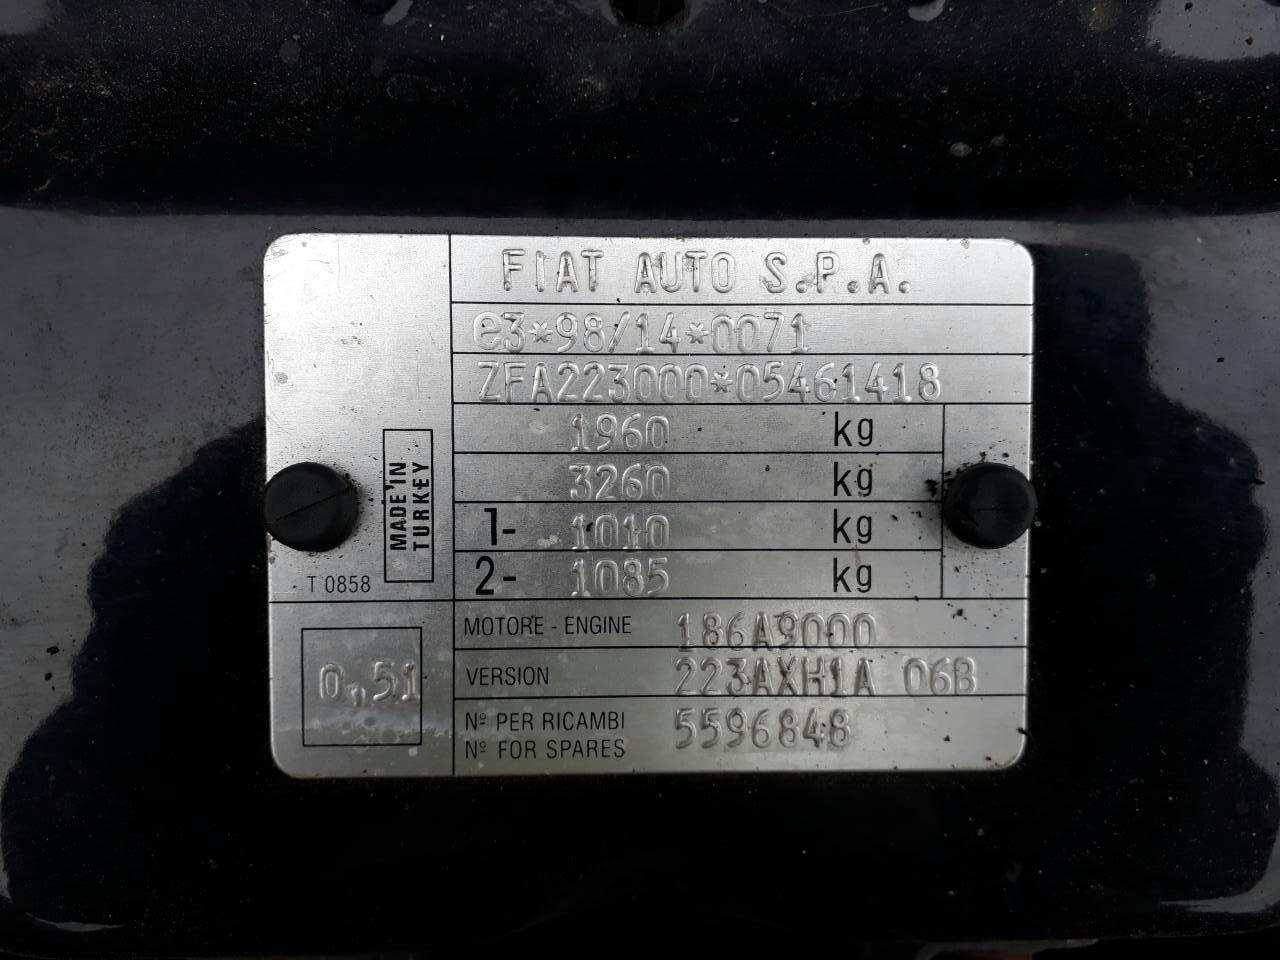 FIAT AUTO S.P.A.
e3*98/14*0071
ZFA223000*05461418
1960 kg
3260 kg
1- 1010 kg
2- 1085 kg
MADE IN
TURKEY
T 0858
MOTORE - ENGINE 186A9000
VERSION 223AXH1A 06B
Nº PER RICAMBI
Nº FOR SPARES
5596848
0,51